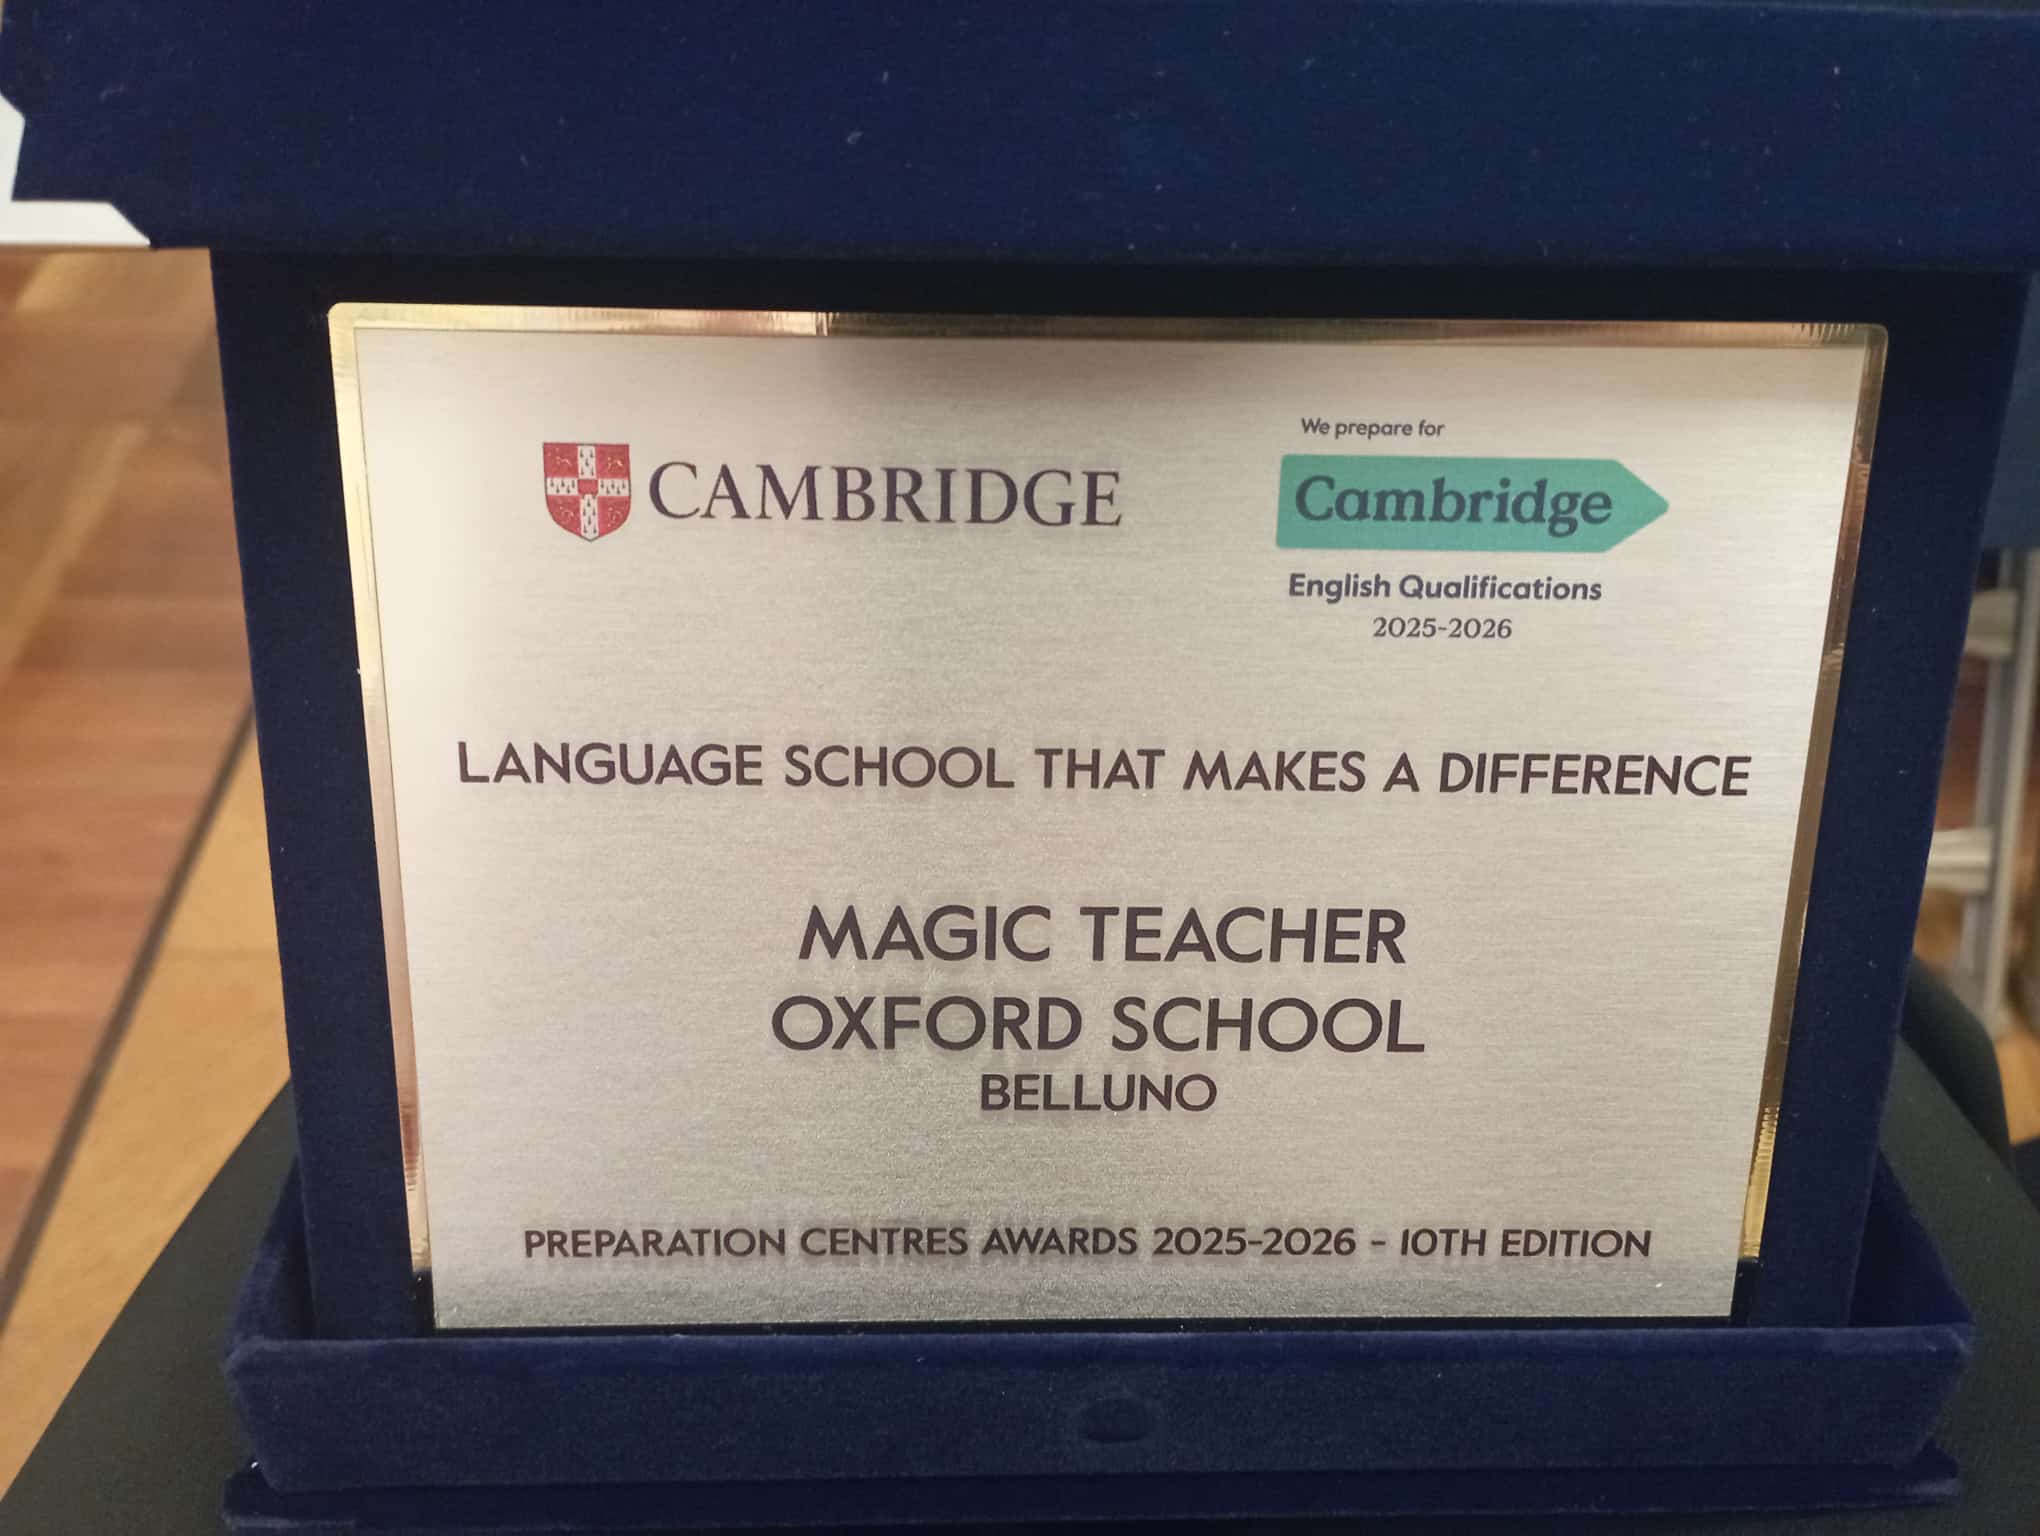 CAMBRIDGE
We prepare for
Cambridge
English Qualifications
2025-2026
LANGUAGE SCHOOL THAT MAKES A DIFFERENCE
MAGIC TEACHER
OXFORD SCHOOL
BELLUNO
PREPARATION CENTRES AWARDS 2025-2026 - 10TH EDITION